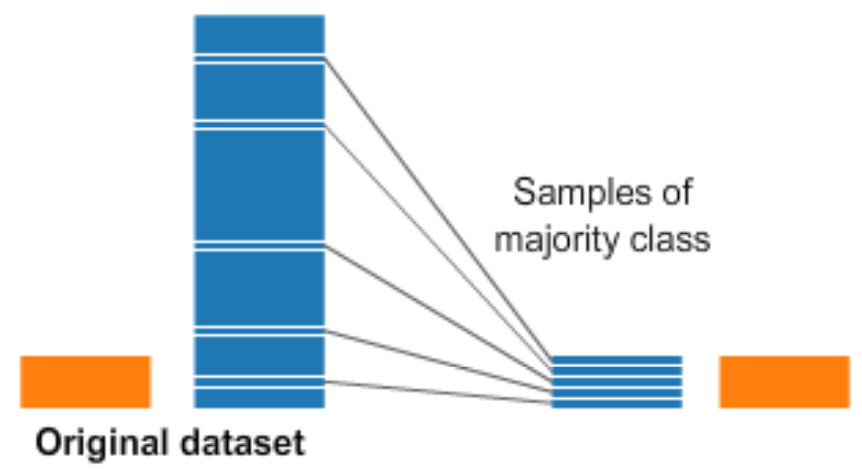 Samples of
majority class
Original dataset